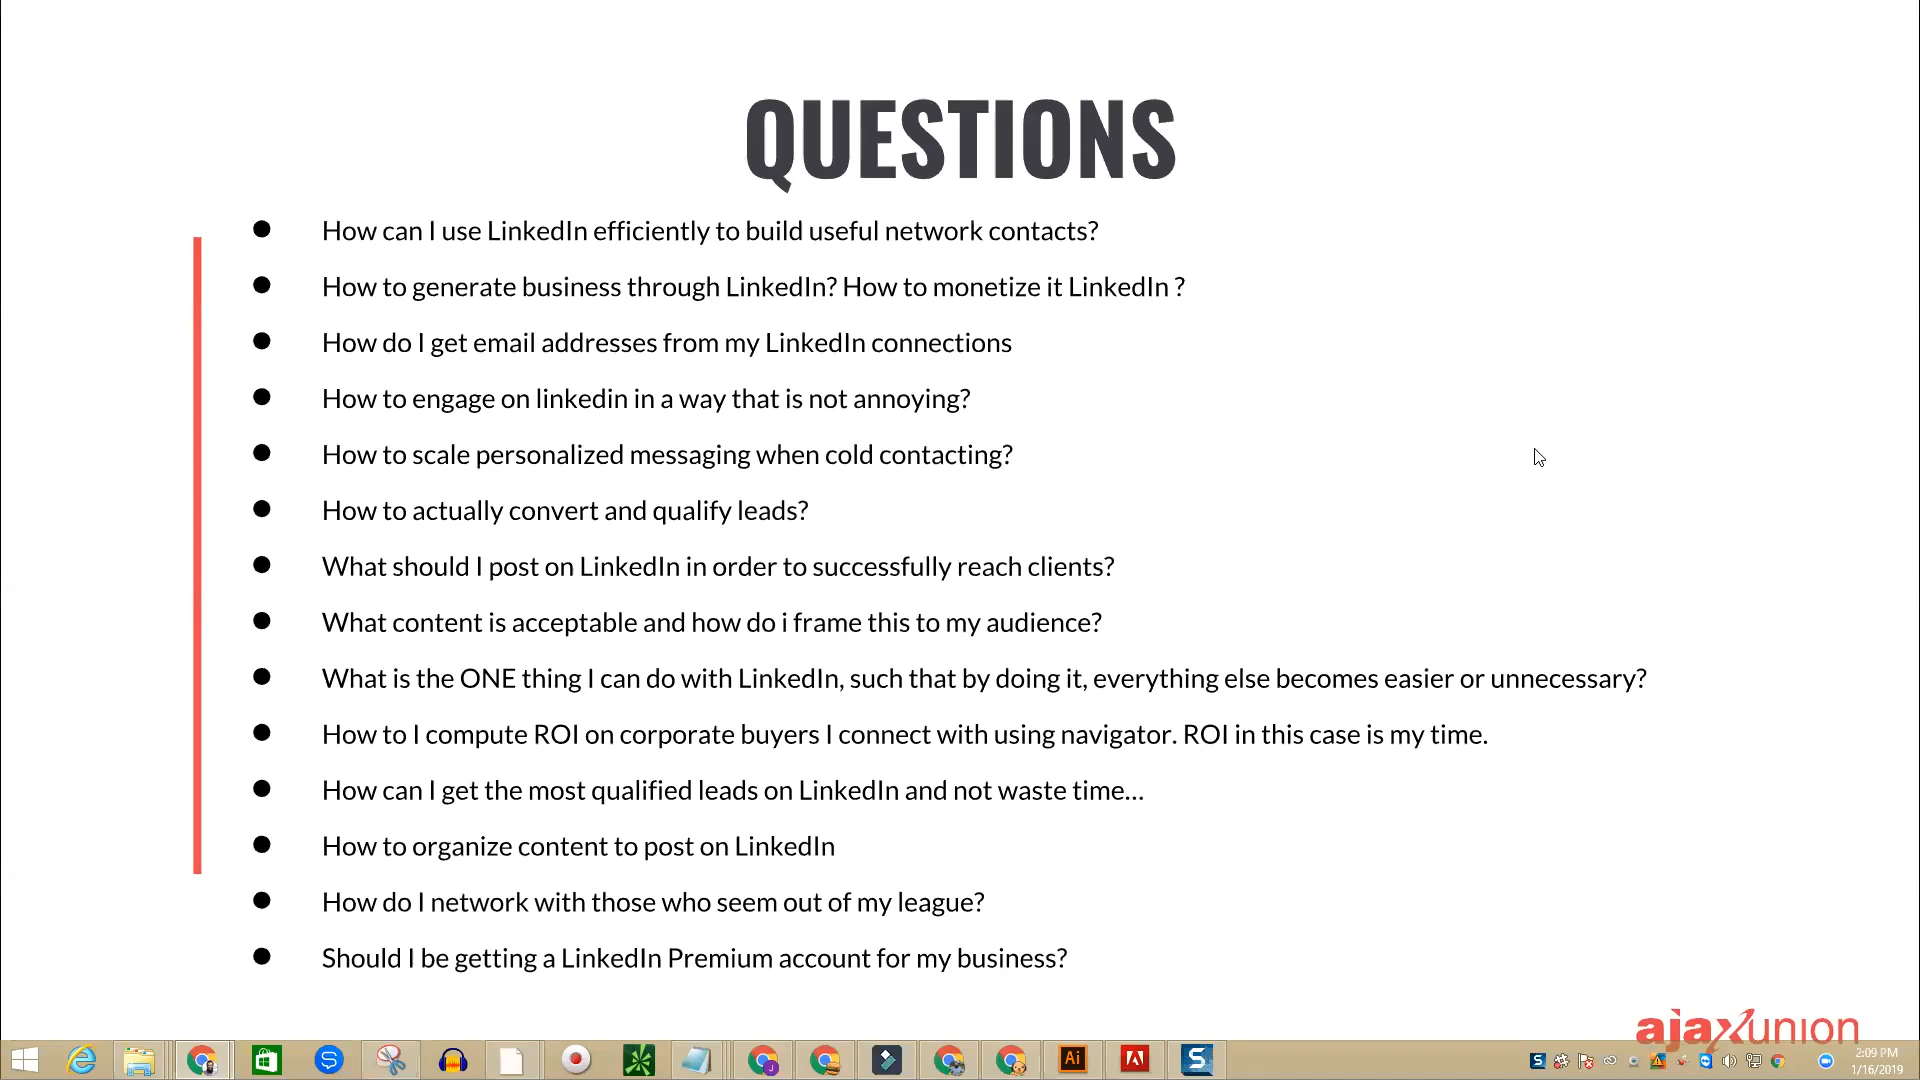 QUESTIONS
How can I use LinkedIn efficiently to build useful network contacts?
How to generate business through LinkedIn? How to monetize it LinkedIn ?
How do I get email addresses from my LinkedIn connections
How to engage on linkedin in a way that is not annoying?
How to scale personalized messaging when cold contacting?
How to actually convert and qualify leads?
What should I post on LinkedIn in order to successfully reach clients?
What content is acceptable and how do i frame this to my audience?
What is the ONE thing I can do with LinkedIn, such that by doing it, everything else becomes easier or unnecessary?
How to I compute ROI on corporate buyers I connect with using navigator. ROI in this case is my time.
How can I get the most qualified leads on LinkedIn and not waste time...
How to organize content to post on LinkedIn
How do I network with those who seem out of my league?
Should I be getting a LinkedIn Premium account for my business?
ajaxunion
Ai
2:09 PM
1/16/2019